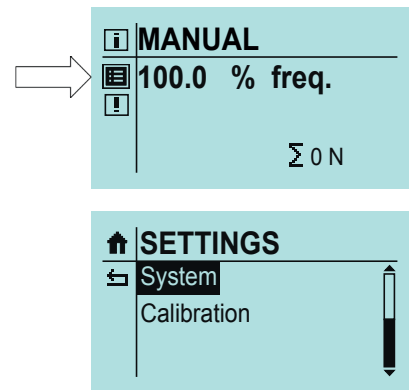 MANUAL
100.0 % freq.
Σ 0 N
SETTINGS
System
Calibration